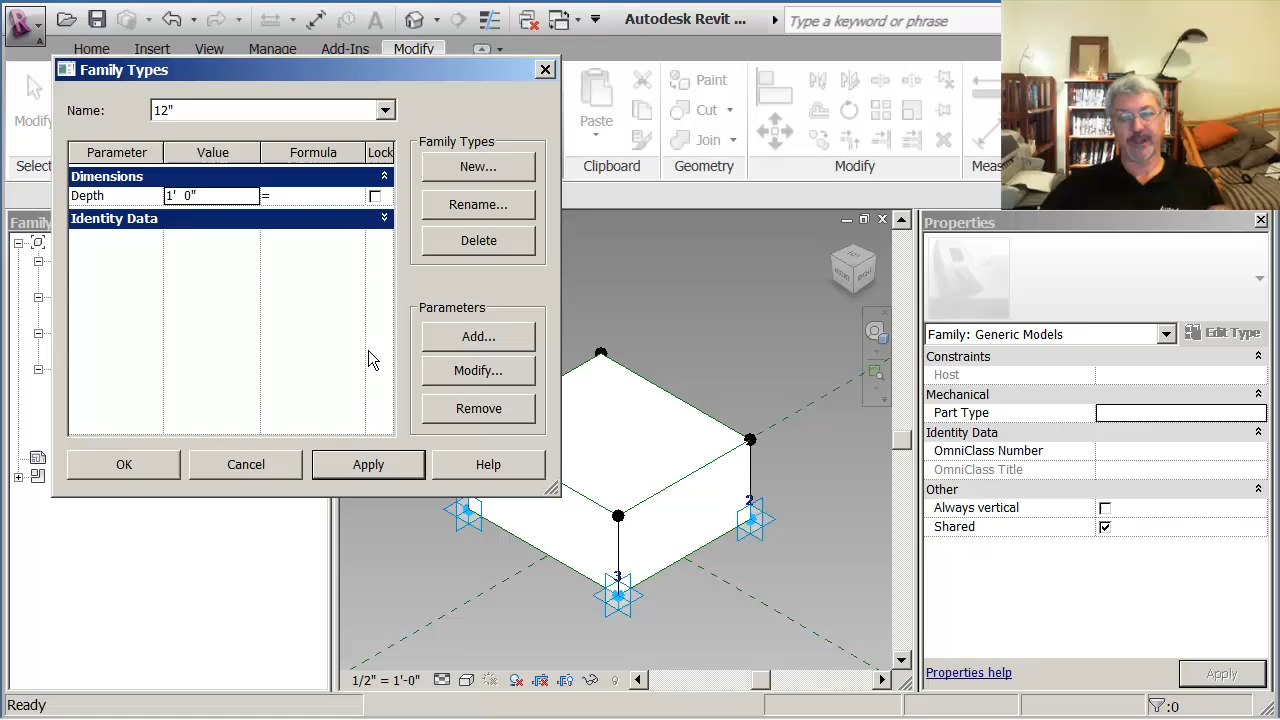 Autodesk Revit ...
Type a keyword or phrase
Home
Insert
View
Manage
Add-Ins
Modify
Family Types
Modify
Paint
Cut
Join
Paste
Select
Clipboard
Geometry
Modify
Meas
Name:
12"
Parameter
Value
Formula
Lock
Dimensions
Depth
1' 0"
=
Identity Data
Family Types
New...
Rename...
Delete
Parameters
Add...
Modify...
Remove
OK
Cancel
Apply
Help
Family
2
3
Properties
Family: Generic Models
Edit Type
Constraints
Host
Mechanical
Part Type
Identity Data
OmniClass Number
OmniClass Title
Other
Always vertical
Shared
Properties help
Apply
1/2" = 1'-0"
Ready
:0